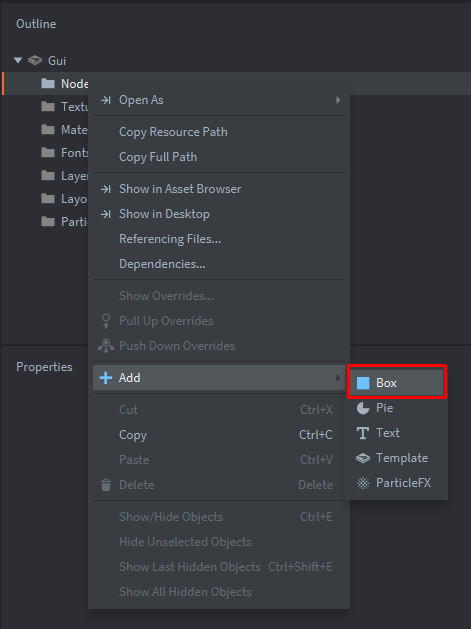 Outline
Gui
Node
Textu
Mate
Fonts
Laye
Layo
Parti
Open As
Copy Resource Path
Copy Full Path
Show in Asset Browser
Show in Desktop
Referencing Files...
Dependencies...
Show Overrides...
Pull Up Overrides
Push Down Overrides
Properties
Add
Cut Ctrl+X
Copy Ctrl+C
Paste Ctrl+V
Delete Delete
Show/Hide Objects Ctrl+E
Hide Unselected Objects
Show Last Hidden Objects Ctrl+Shift+E
Show All Hidden Objects
Box
Pie
Text
Template
ParticleFX